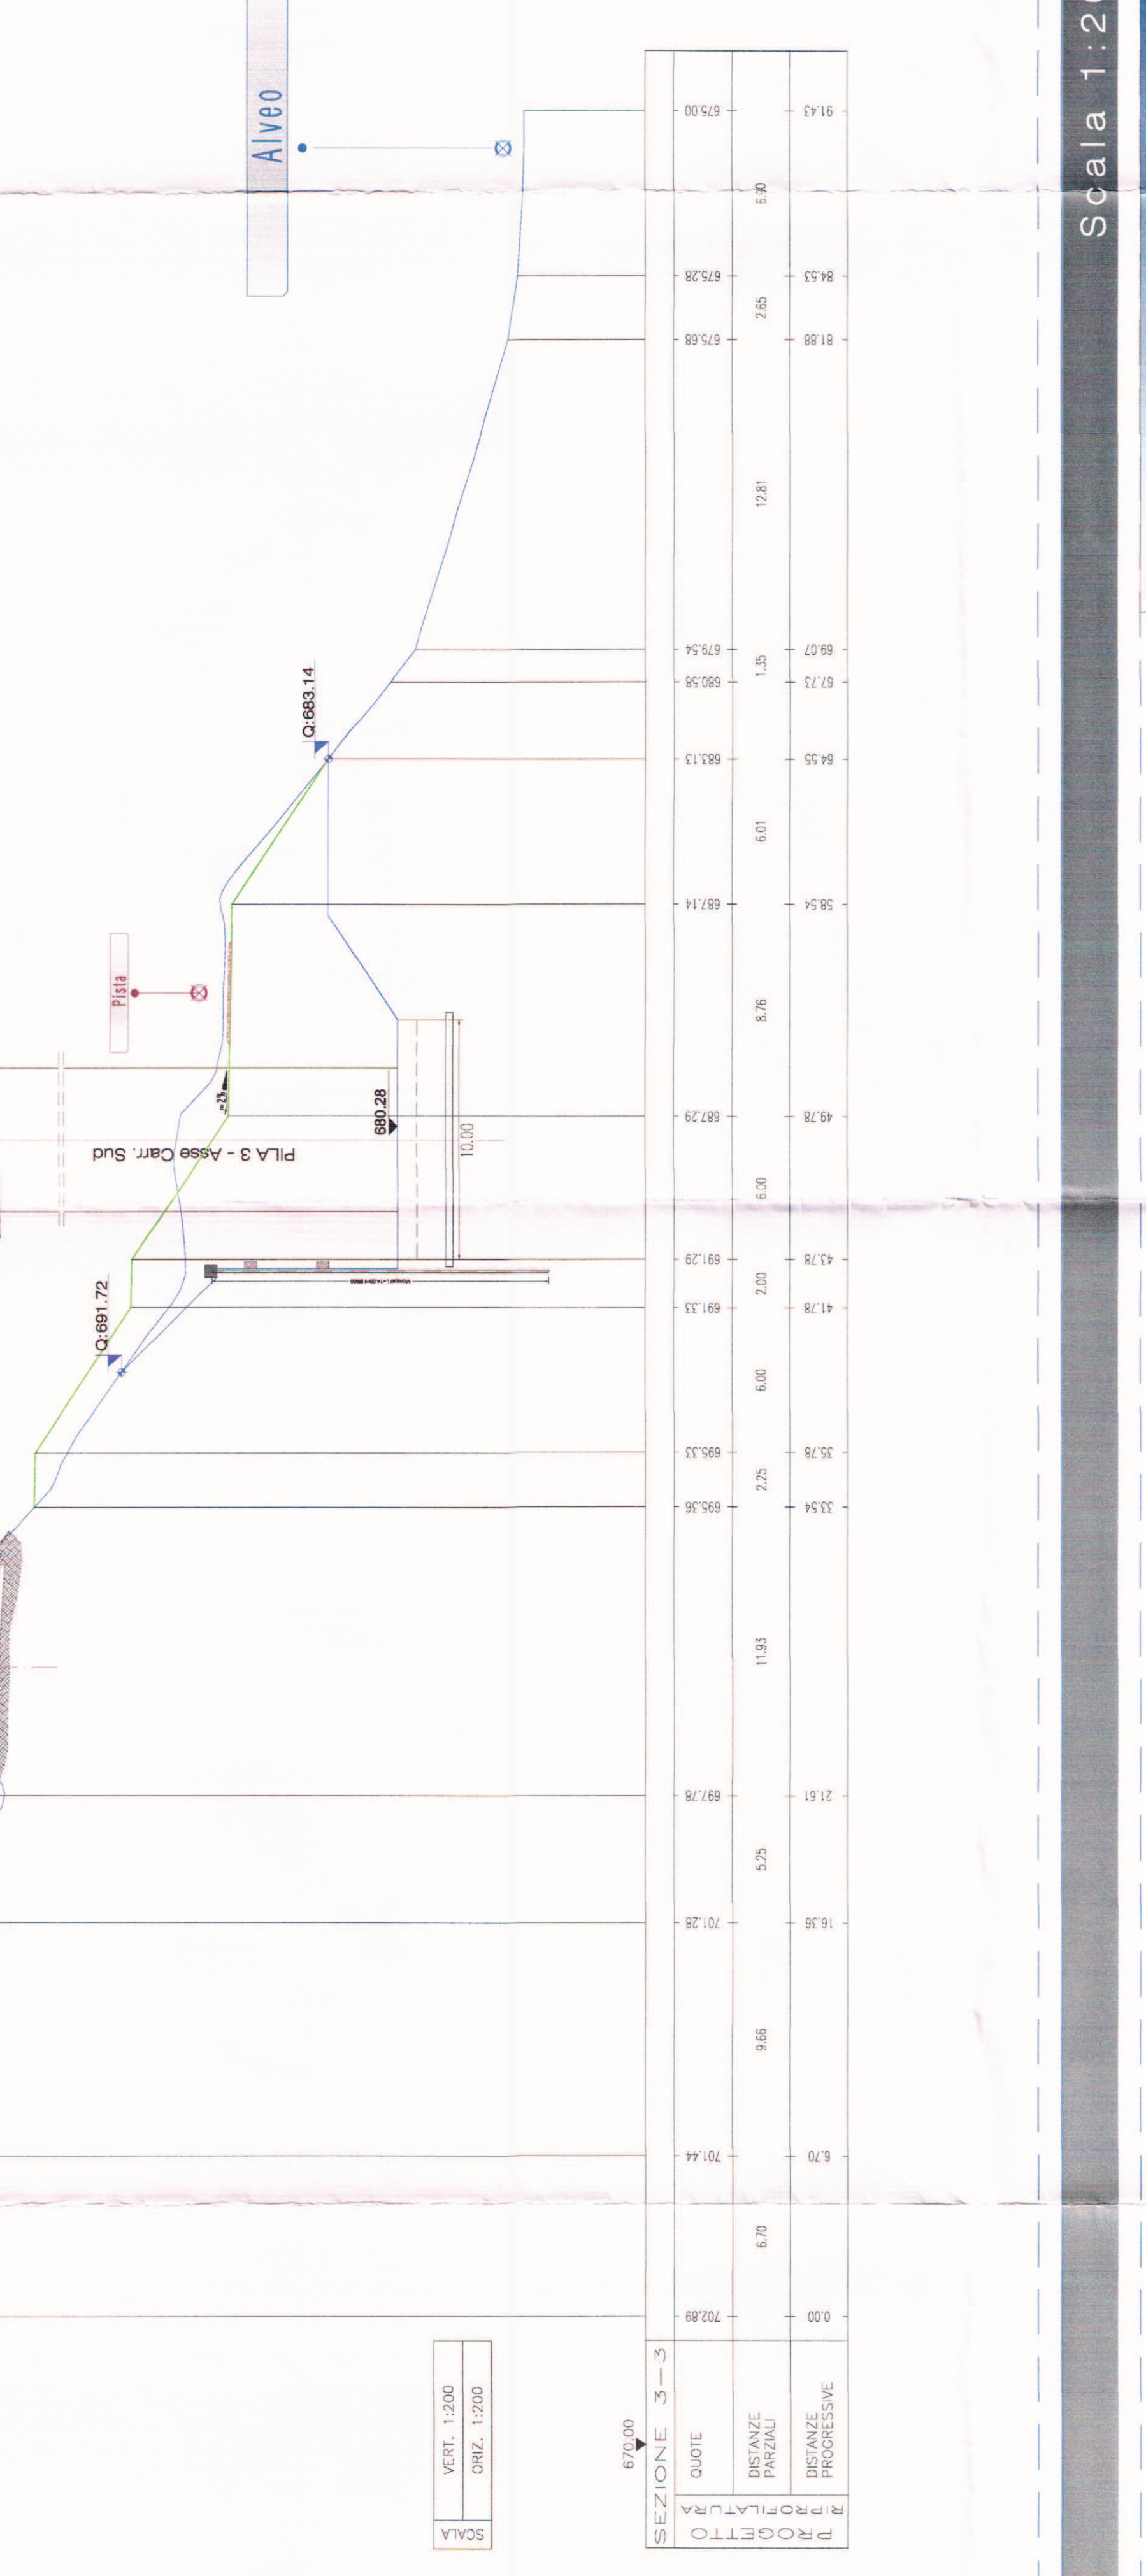 Scala 1:2
Alveo
Q:683.14
Pista
≈2%
PILA 3 - Asse Carr. Sud
680.28
10.00
Q:691.72
SCALA
VERT. 1:200
ORIZ. 1:200
670.00
SEZIONE 3-3
PROGETTO
RIPROFILATURA
QUOTE
702.89 701.44 701.28 697.78 695.36 695.33 691.33 691.29 687.29 687.14 683.13 680.58 679.54 675.68 675.28 675.00
DISTANZE
PARZIALI
6.70 9.66 5.25 11.93 2.25 6.00 2.00 6.00 8.76 6.01 1.35 12.81 2.65 6.90
DISTANZE
PROGRESSIVE
0.00 6.70 16.36 21.61 33.54 35.78 41.78 43.78 49.78 58.54 64.55 67.73 69.07 81.88 84.53 91.43